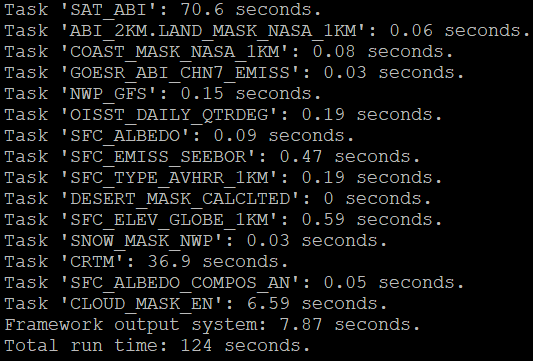 Task 'SAT_ABI': 70.6 seconds.
Task 'ABI_2KM.LAND_MASK_NASA_1KM': 0.06 seconds.
Task 'COAST_MASK_NASA_1KM': 0.08 seconds.
Task 'GOESR_ABI_CHN7_EMISS': 0.03 seconds.
Task 'NWP_GFS': 0.15 seconds.
Task 'OISST_DAILY_QTRDEG': 0.19 seconds.
Task 'SFC_ALBEDO': 0.09 seconds.
Task 'SFC_EMISS_SEEBOR': 0.47 seconds.
Task 'SFC_TYPE_AVHRR_1KM': 0.19 seconds.
Task 'DESERT_MASK_CALCLTED': 0 seconds.
Task 'SFC_ELEV_GLOBE_1KM': 0.59 seconds.
Task 'SNOW_MASK_NWP': 0.03 seconds.
Task 'CRTM': 36.9 seconds.
Task 'SFC_ALBEDO_COMPOS_AN': 0.05 seconds.
Task 'CLOUD_MASK_EN': 6.59 seconds.
Framework output system: 7.87 seconds.
Total run time: 124 seconds.